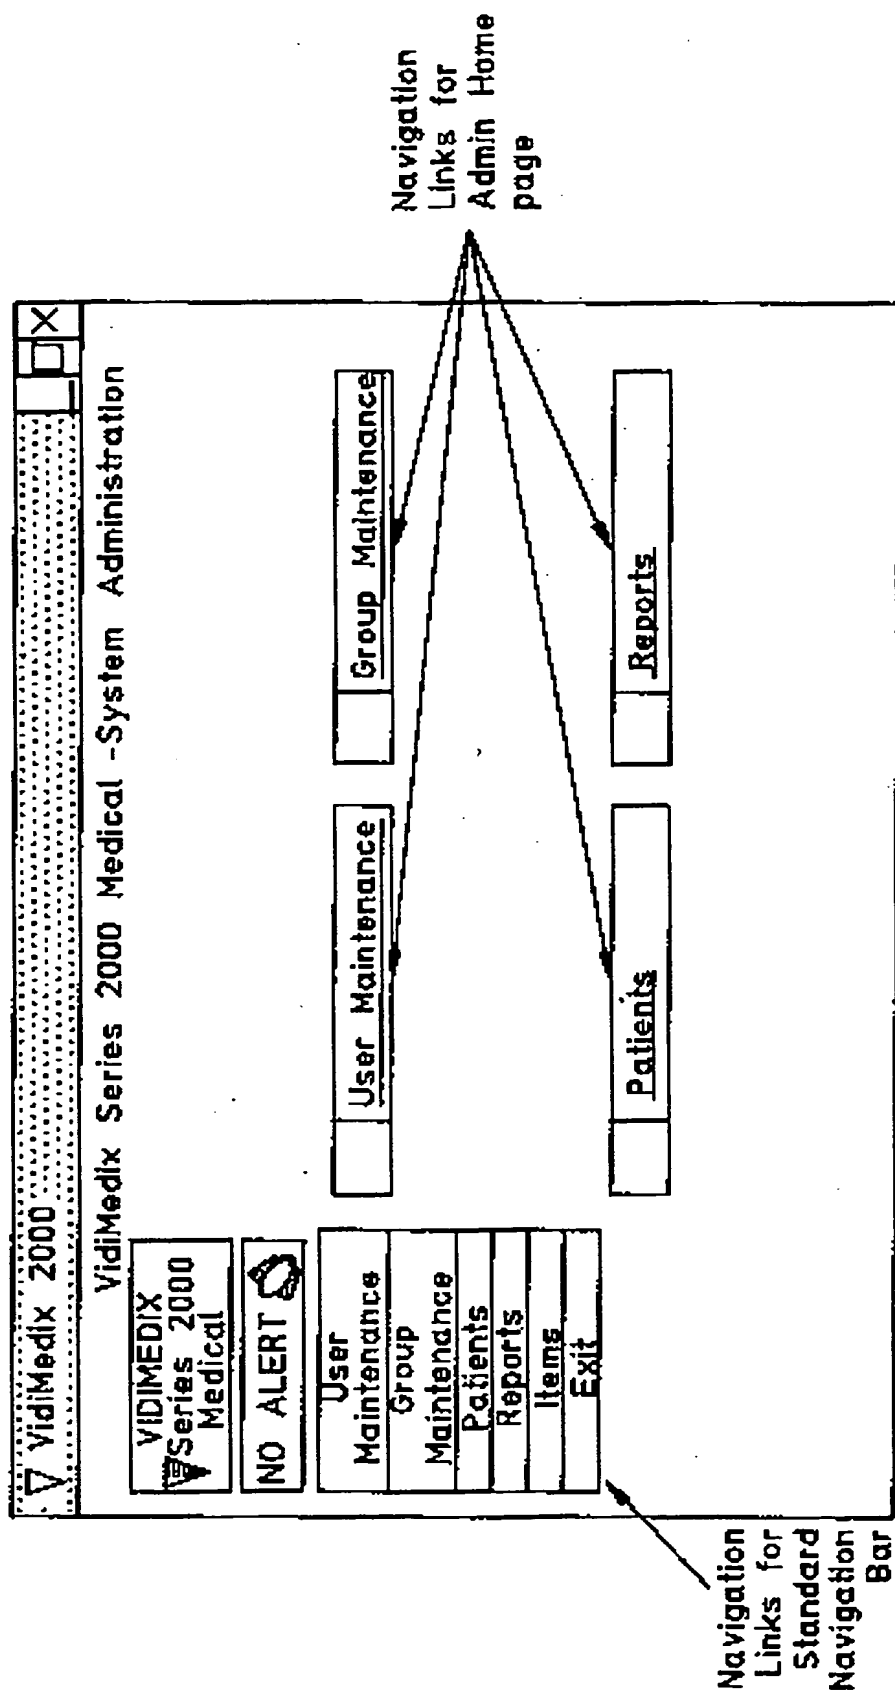 VidiMedix 2000
VidiMedix Series 2000 Medical -System Administration
VIDIMEDIX
Series 2000
Medical
NO ALERT
User
Maintenance
Group
Maintenance
Patients
Reports
Items
Exit
User Maintenance
Group Maintenance
Patients
Reports
Navigation
Links for
Admin Home
page
Navigation
Links for
Standard
Navigation
Bar